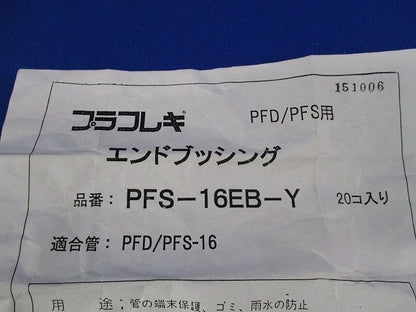 151006
プラフレキ PFD/PFS用
エンドブッシング
品番: PFS-16EB-Y 20コ入り
適合管: PFD/PFS-16
用 途; 管の端末保護、ゴミ、雨水の防止